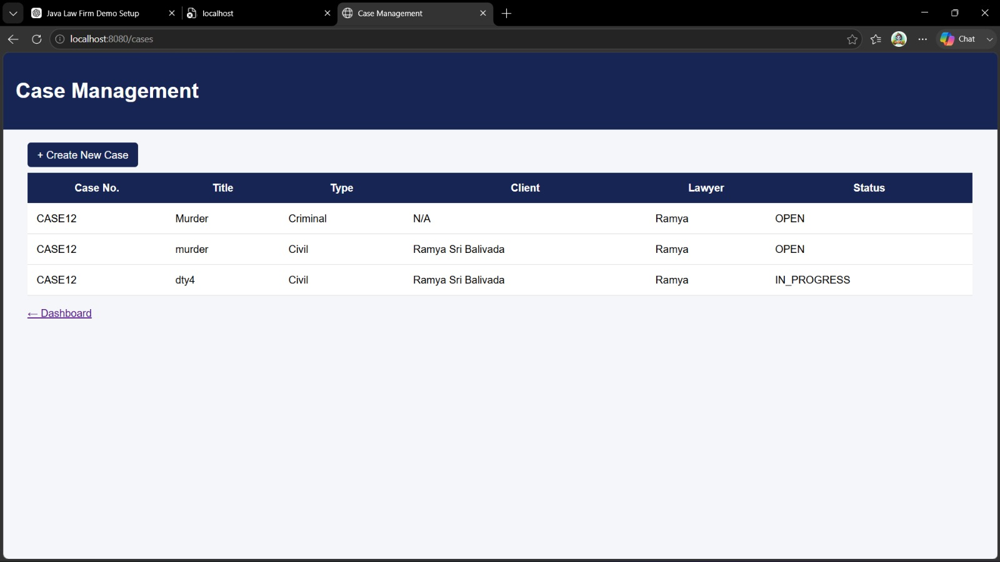 Java Law Firm Demo Setup
localhost
Case Management
localhost:8080/cases
Chat
Case Management
+ Create New Case
Case No. Title Type Client Lawyer Status
CASE12 Murder Criminal N/A Ramya OPEN
CASE12 murder Civil Ramya Sri Balivada Ramya OPEN
CASE12 dty4 Civil Ramya Sri Balivada Ramya IN_PROGRESS
← Dashboard